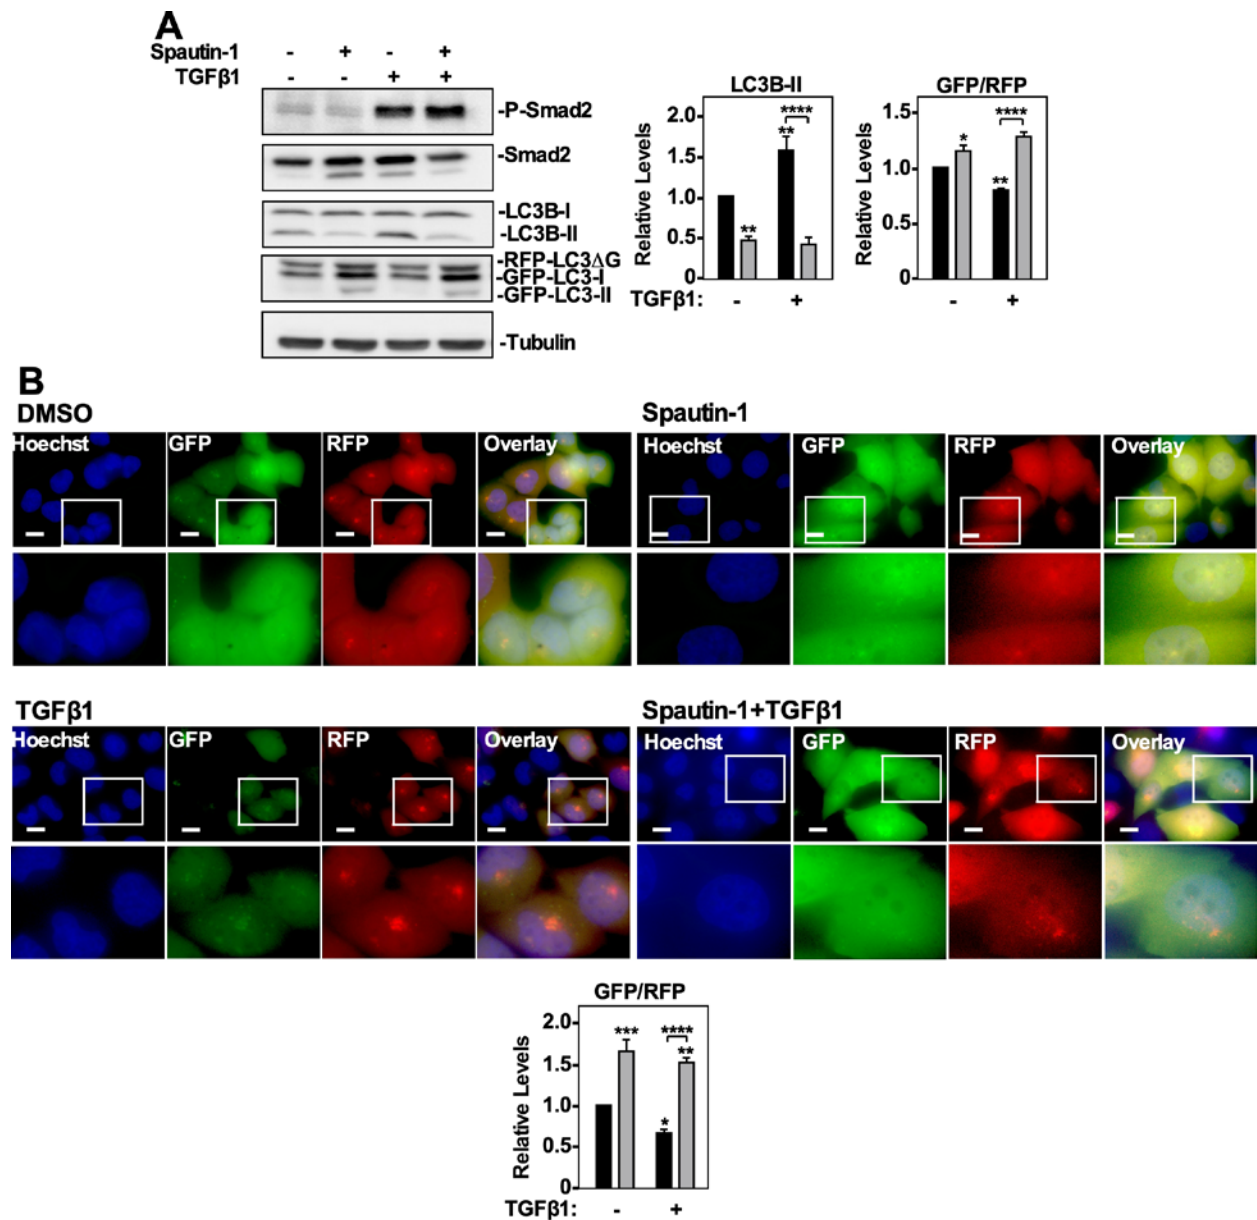 A
Spautin-1 - + - +
TGFβ1 - - + +
-P-Smad2
-Smad2
-LC3B-I
-LC3B-II
-RFP-LC3ΔG
-GFP-LC3-I
-GFP-LC3-II
-Tubulin
LC3B-II
Relative Levels
2.0
1.5
1.0
0.5
0
**
**
****
TGFβ1: - +
GFP/RFP
Relative Levels
1.5
1.0
0.5
0
*
**
****
B
DMSO
Hoechst GFP RFP Overlay
Spautin-1
Hoechst GFP RFP Overlay
TGFβ1
Hoechst GFP RFP Overlay
Spautin-1+TGFβ1
Hoechst GFP RFP Overlay
GFP/RFP
Relative Levels
2.0
1.5
1.0
0.5
0
***
*
****
**
TGFβ1: - +